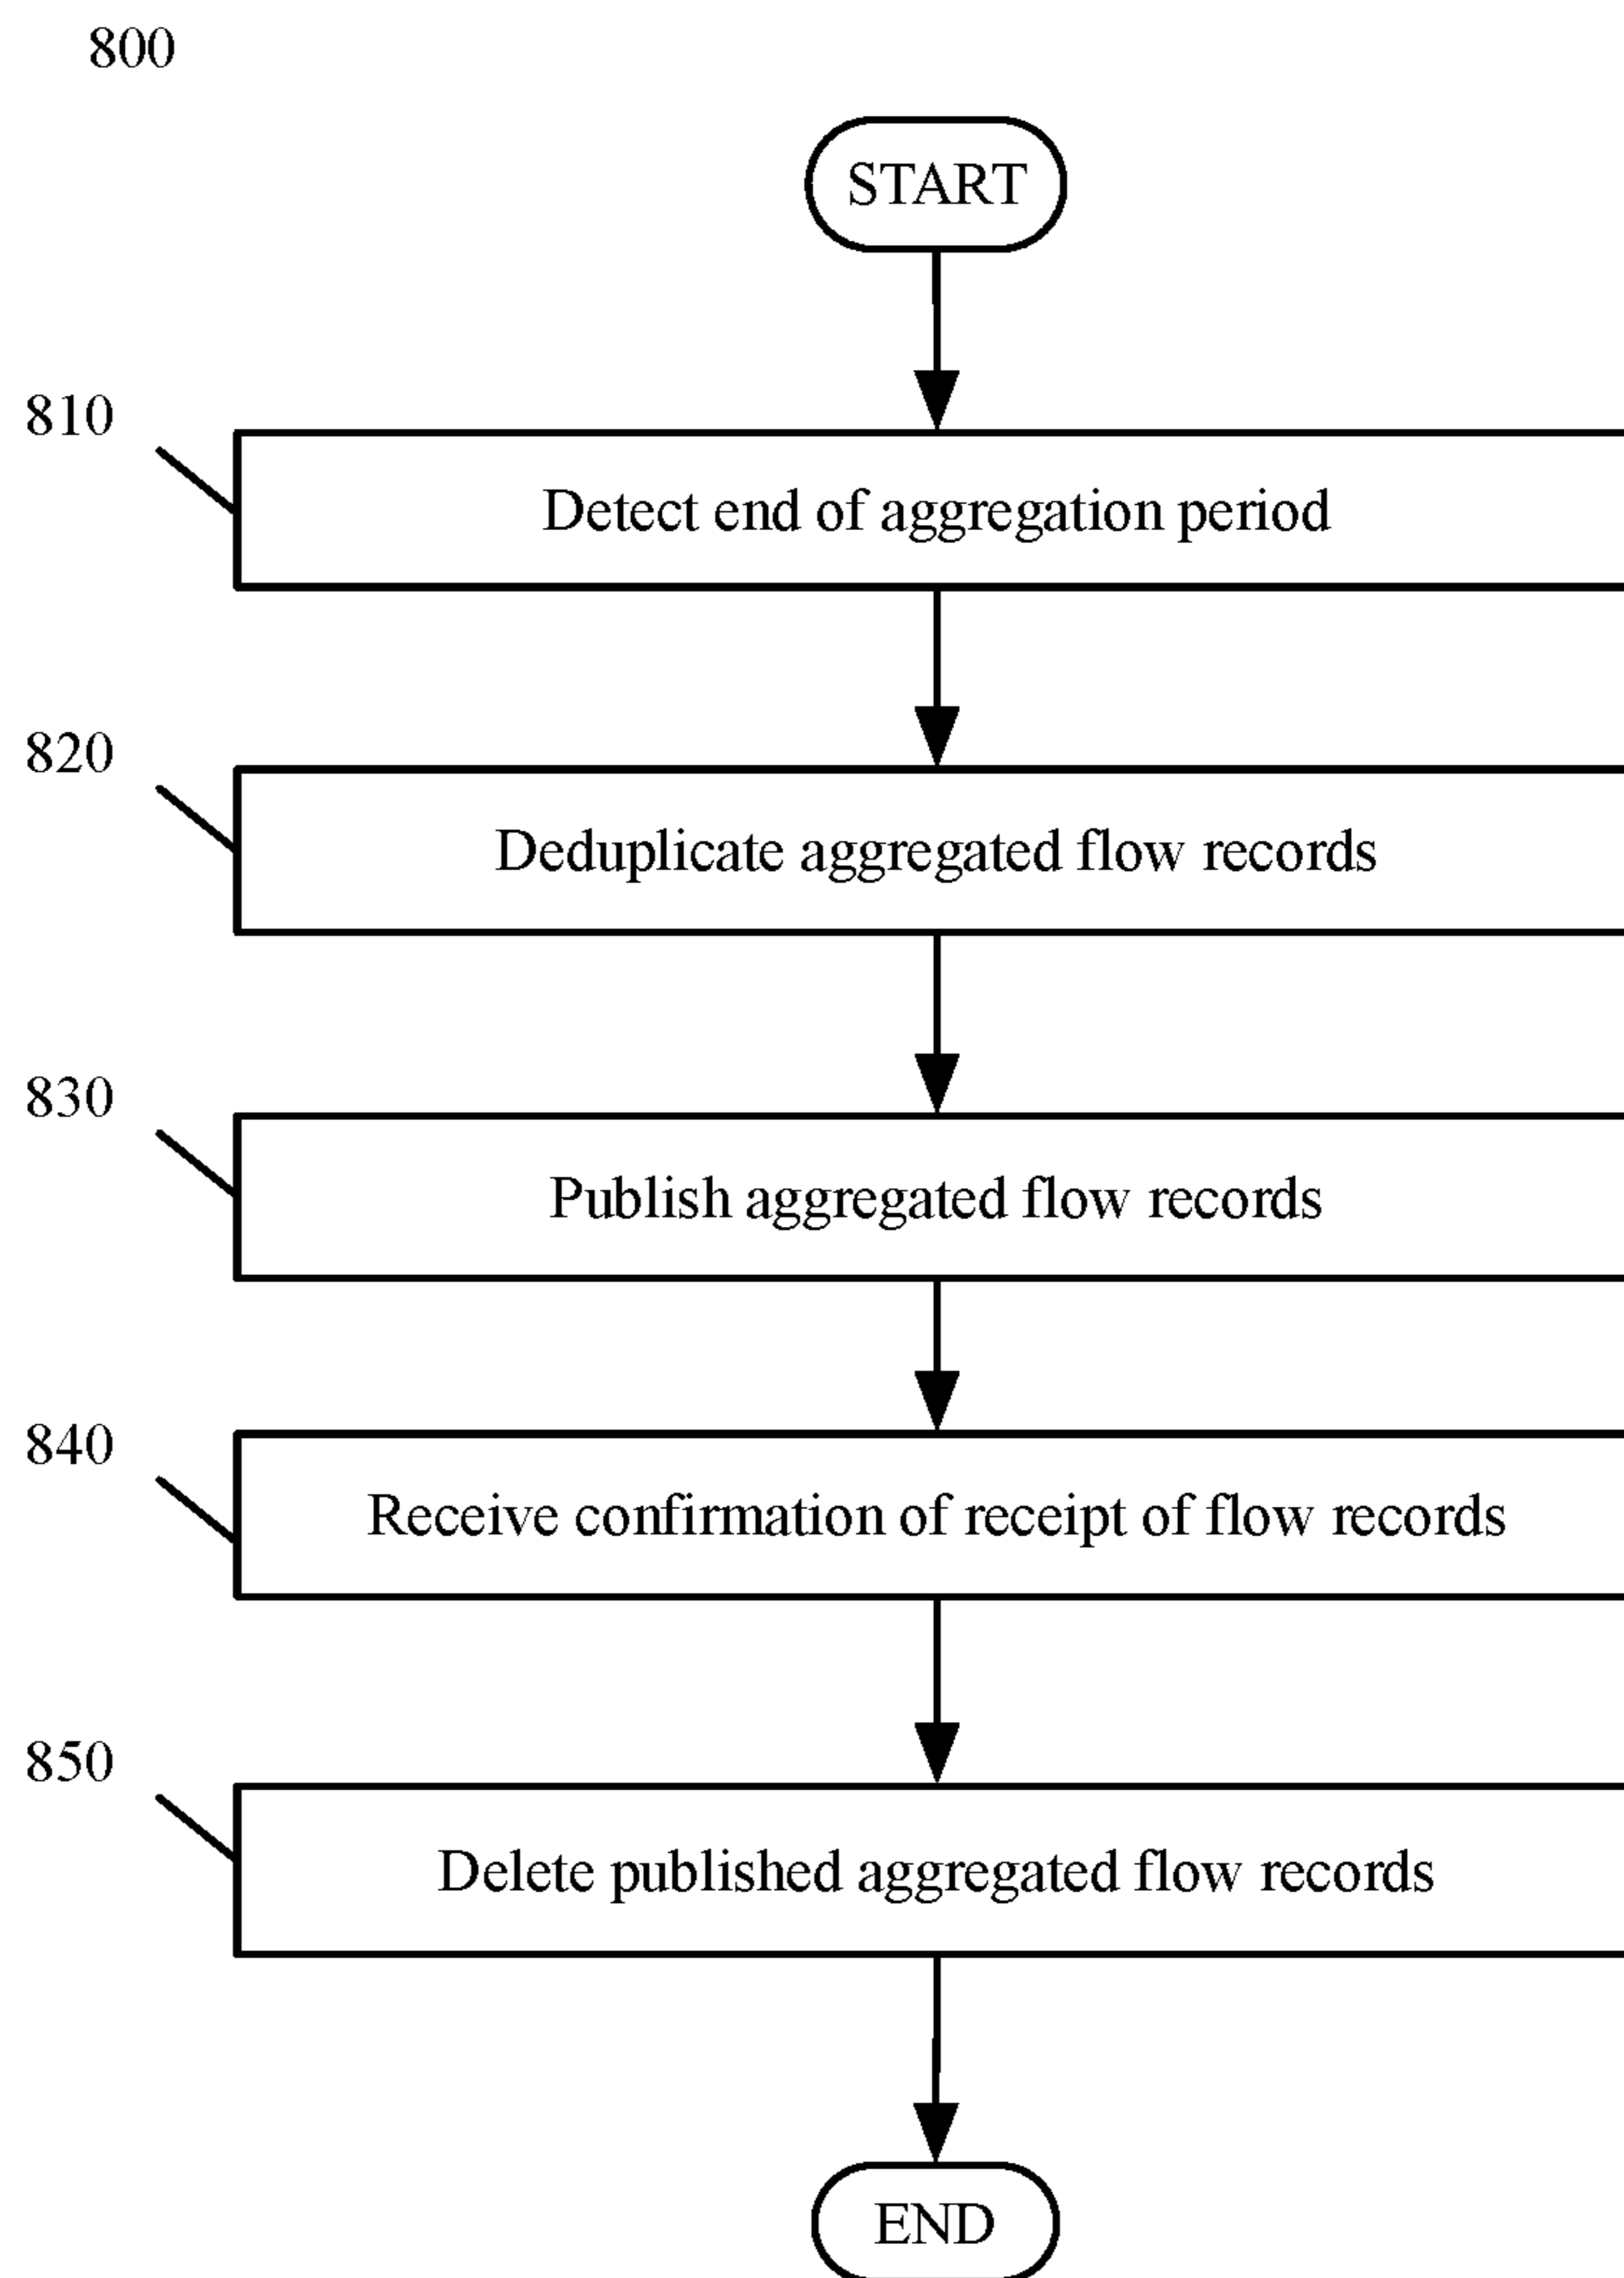 800
START
810
Detect end of aggregation period
820
Deduplicate aggregated flow records
830
Publish aggregated flow records
840
Receive confirmation of receipt of flow records
850
Delete published aggregated flow records
END